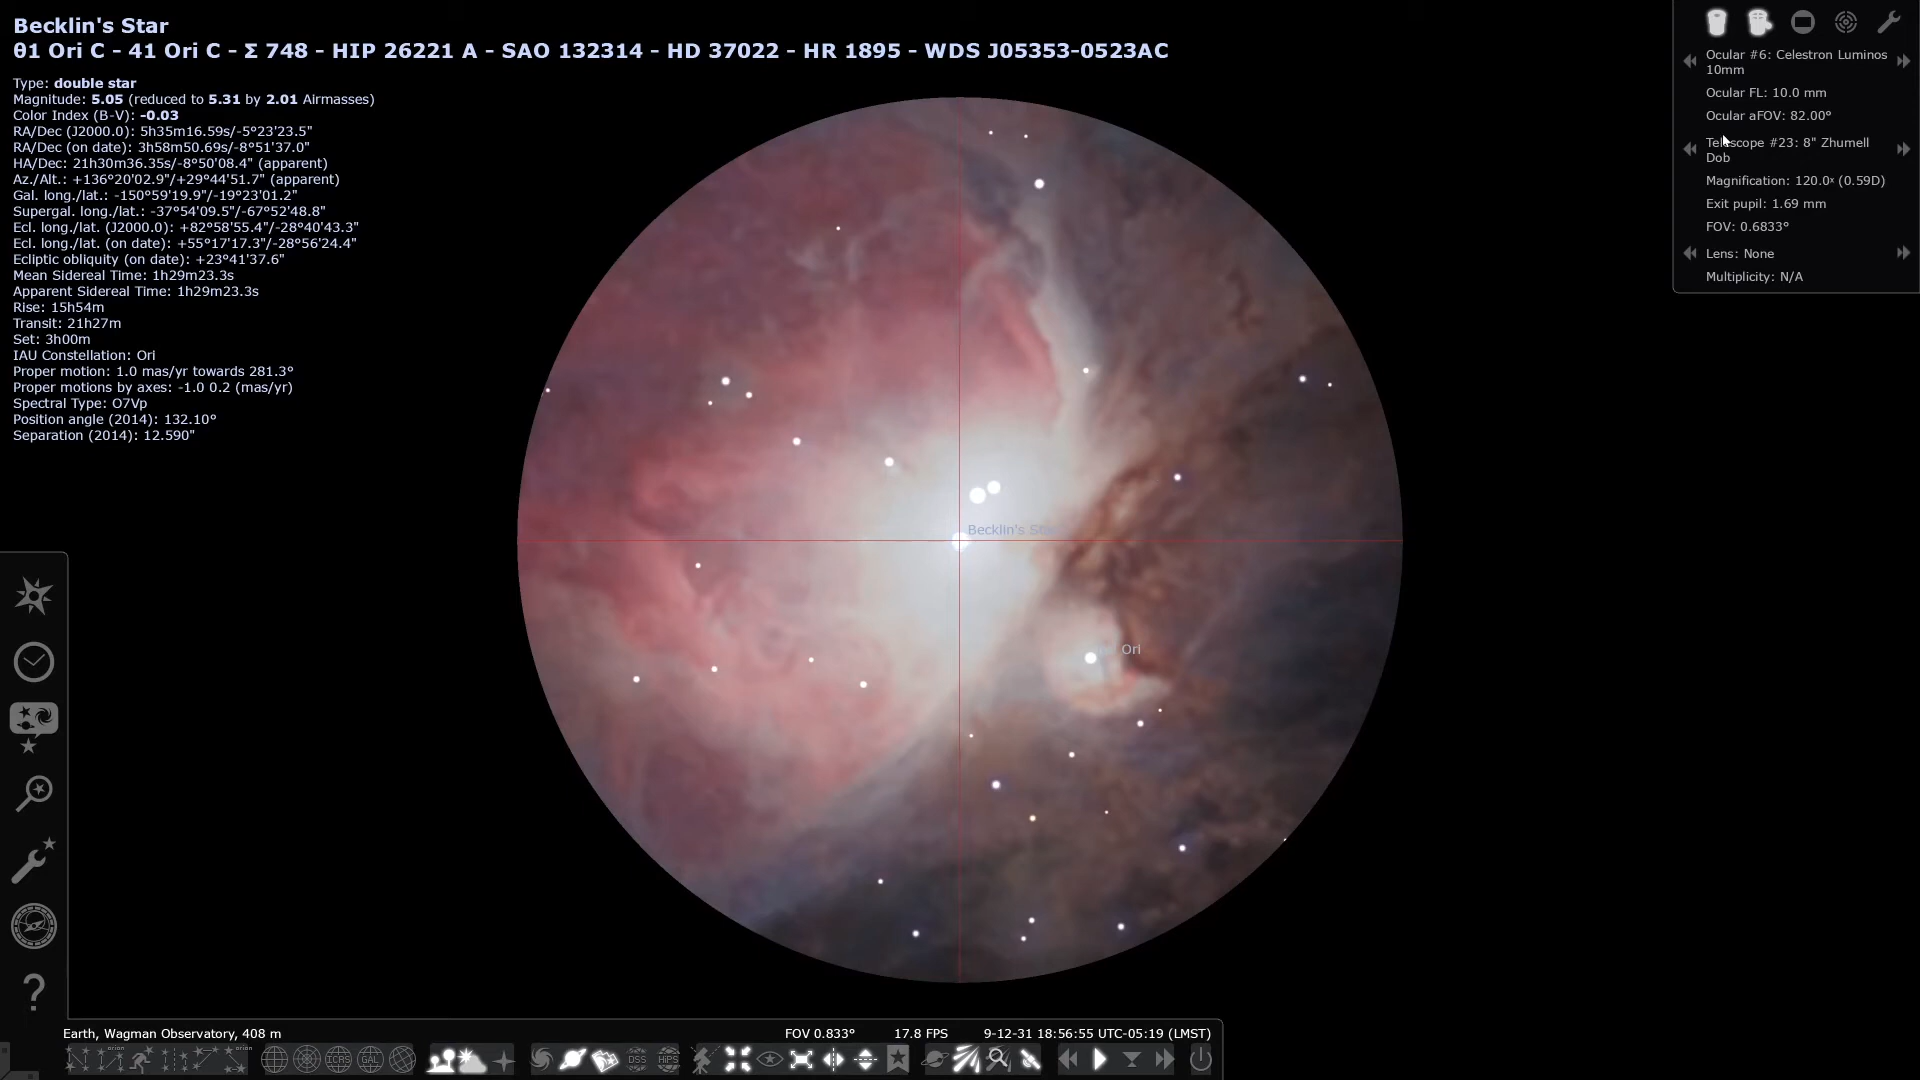 Becklin's Star
θ1 Ori C - 41 Ori C - Σ 748 - HIP 26221 A - SAO 132314 - HD 37022 - HR 1895 - WDS J05353-0523AC
Type: double star
Magnitude: 5.05 (reduced to 5.31 by 2.01 Airmasses)
Color Index (B-V): -0.03
RA/Dec (J2000.0): 5h35m16.59s/-5°23'23.5"
RA/Dec (on date): 3h58m50.69s/-8°51'37.0"
HA/Dec: 21h30m36.35s/-8°50'08.4" (apparent)
Az./Alt.: +136°20'02.9"/+29°44'51.7" (apparent)
Gal. long./lat.: -150°59'19.9"/-19°23'01.2"
Supergal. long./lat.: -37°54'09.5"/-67°52'48.8"
Ecl. long./lat. (J2000.0): +82°58'55.4"/-28°40'43.3"
Ecl. long./lat. (on date): +55°17'17.3"/-28°56'24.4"
Ecliptic obliquity (on date): +23°41'37.6"
Mean Sidereal Time: 1h29m23.3s
Apparent Sidereal Time: 1h29m23.3s
Rise: 15h54m
Transit: 21h27m
Set: 3h00m
IAU Constellation: Ori
Proper motion: 1.0 mas/yr towards 281.3°
Proper motions by axes: -1.0 0.2 (mas/yr)
Spectral Type: O7Vp
Position angle (2014): 132.10°
Separation (2014): 12.590"
Ocular #6: Celestron Luminos
10mm
Ocular FL: 10.0 mm
Ocular aFOV: 82.00°
Telescope #23: 8" Zhumell
Dob
Magnification: 120.0ˣ (0.59D)
Exit pupil: 1.69 mm
FOV: 0.6833°
Lens: None
Multiplicity: N/A
Becklin's Star
Ori
?
Earth, Wagman Observatory, 408 m
FOV 0.833°
17.8 FPS
9-12-31 18:56:55 UTC-05:19 (LMST)
ICRS
GAL
DSS
HiPS